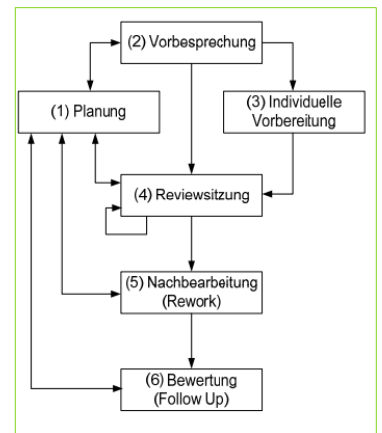 (2) Vorbesprechung
(1) Planung
(3) Individuelle
Vorbereitung
(4) Reviewsitzung
(5) Nachbearbeitung
(Rework)
(6) Bewertung
(Follow Up)